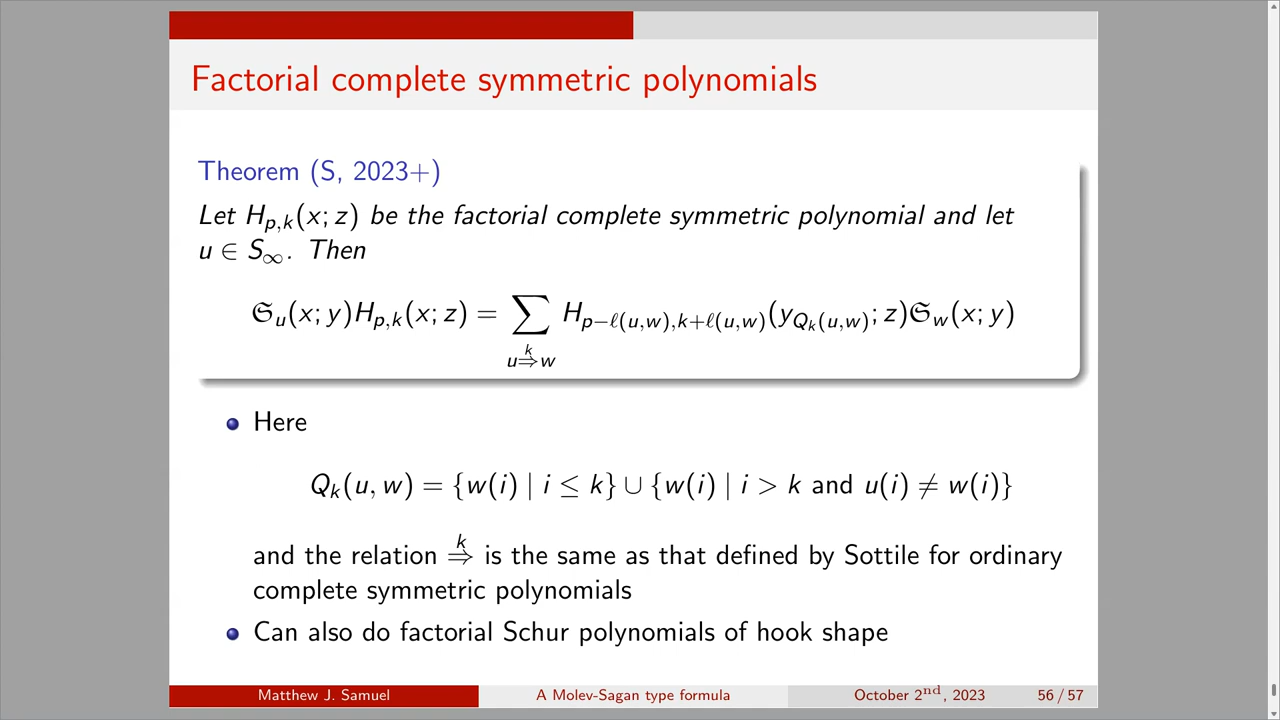 Factorial complete symmetric polynomials
Theorem (S, 2023+)
Let H_{p,k}(x; z) be the factorial complete symmetric polynomial and let
u ∈ S_∞. Then
𝔖_u(x; y)H_{p,k}(x; z) = ∑_{u \overset{k}{⇒} w} H_{p−ℓ(u,w),k+ℓ(u,w)}(y_{Q_k(u,w)}; z)𝔖_w(x; y)
Here
Q_k(u, w) = {w(i) | i ≤ k} ∪ {w(i) | i > k and u(i) ≠ w(i)}
and the relation \overset{k}{⇒} is the same as that defined by Sottile for ordinary
complete symmetric polynomials
Can also do factorial Schur polynomials of hook shape
Matthew J. Samuel A Molev-Sagan type formula October 2nd, 2023 56 / 57